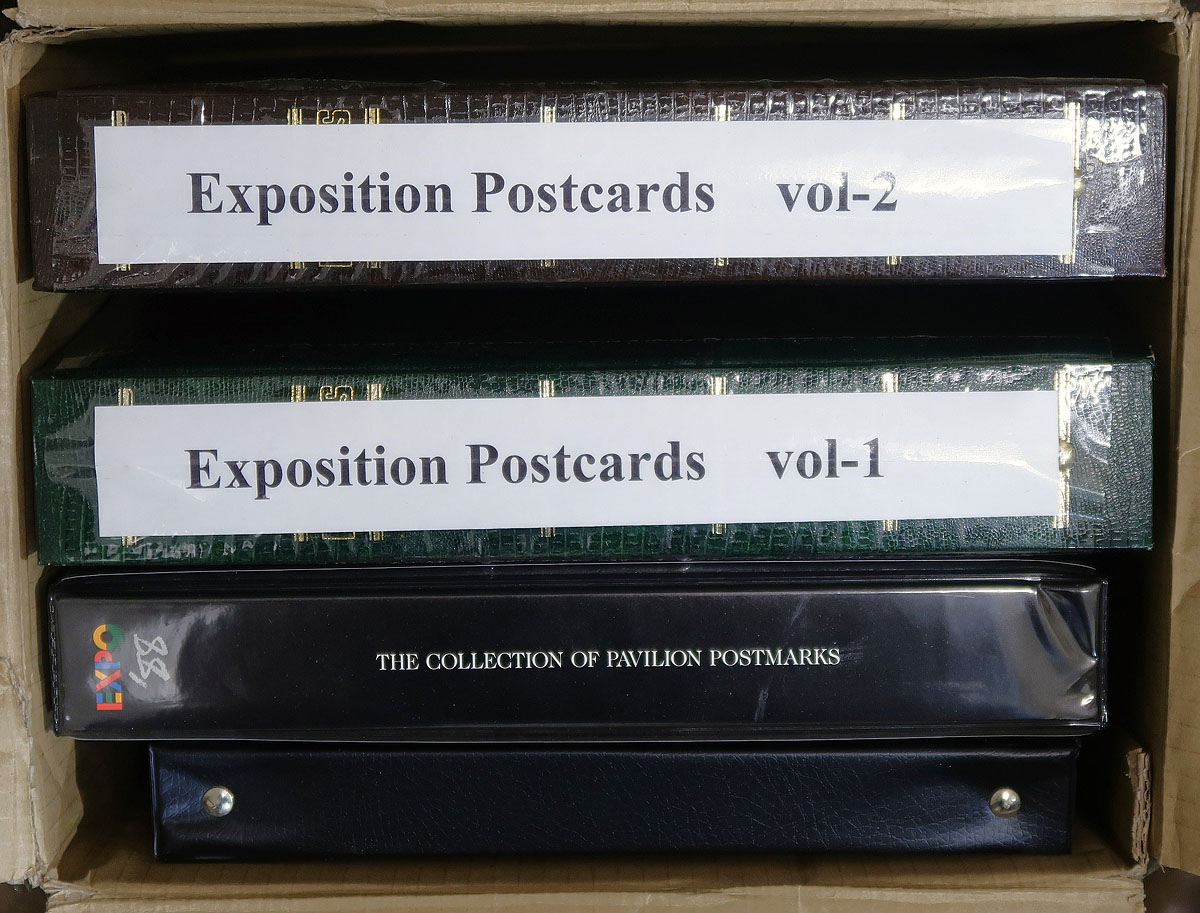 Exposition Postcards vol-2
Exposition Postcards vol-1
EXPO
'88
THE COLLECTION OF PAVILION POSTMARKS